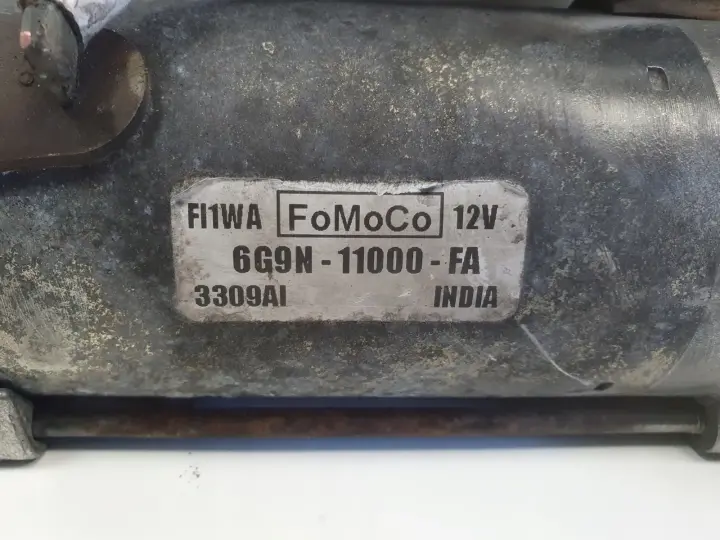 FI1WA FoMoCo 12V
6G9N - 11000 - FA
3309AI INDIA